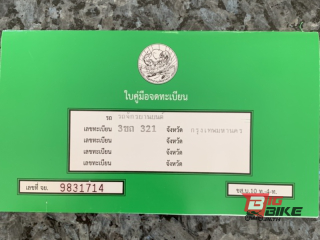 ใบคู่มือจดทะเบียน
รถ รถจักรยานยนต์
เลขทะเบียน 321 จังหวัด กรุงเทพมหานคร
เลขทะเบียน จังหวัด
เลขทะเบียน จังหวัด
เลขทะเบียน จังหวัด
เลขที่ จย. 9831714
BIG BIKE